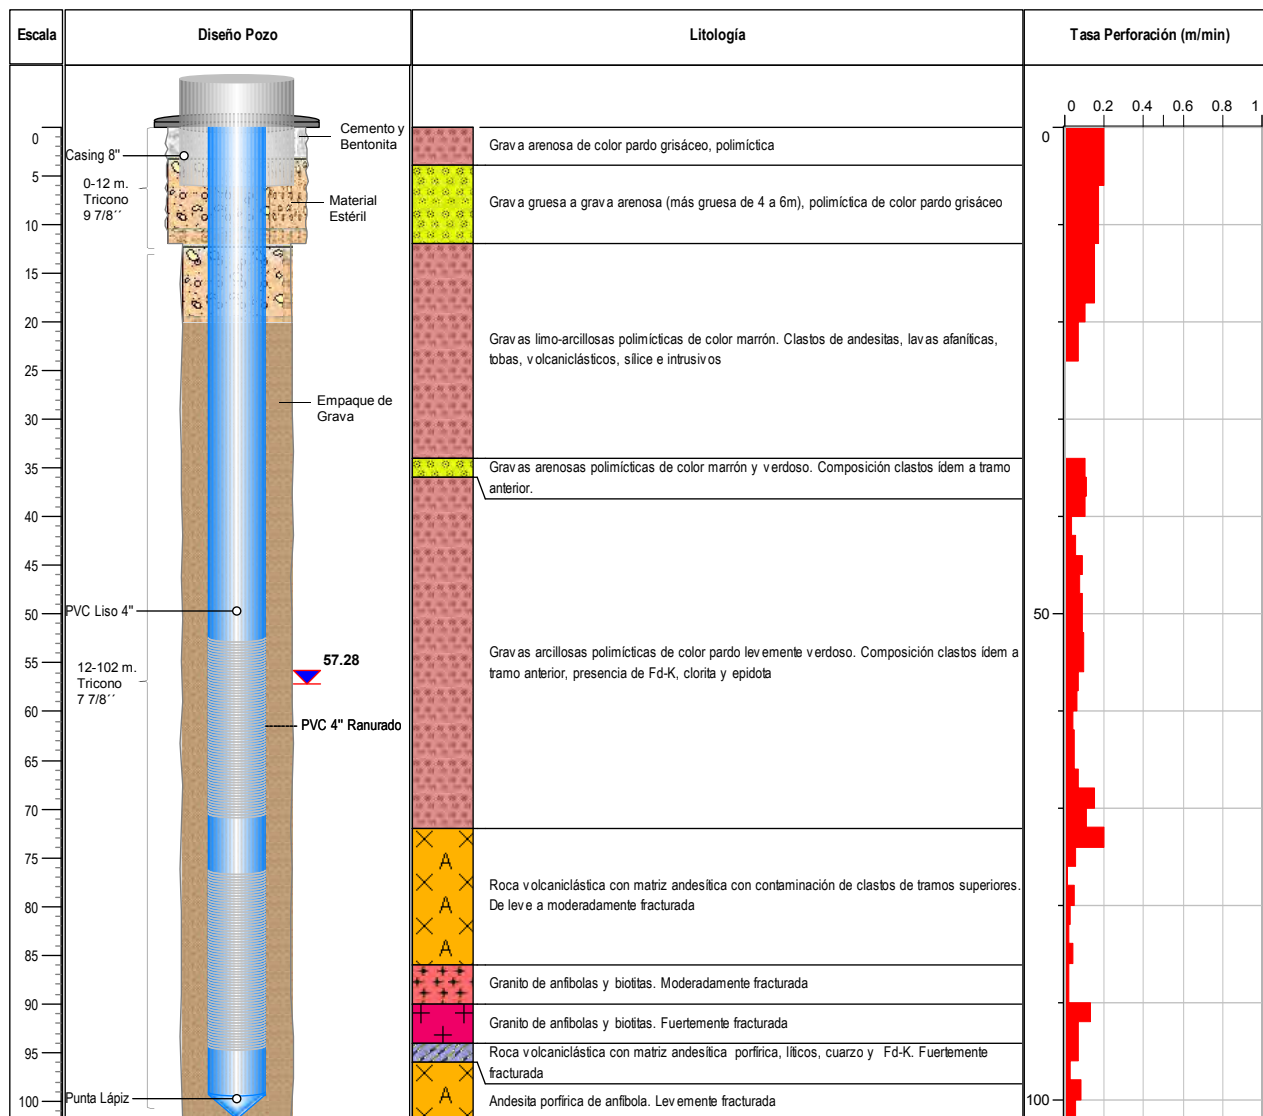 Escala
Diseño Pozo
Litología
Tasa Perforación (m/min)
0 0.2 0.4 0.6 0.8 1
0
5
10
15
20
25
30
35
40
45
50
55
60
65
70
75
80
85
90
95
100
Cemento y
Bentonita
Casing 8"
0-12 m.
Tricono
9 7/8´´
Material
Estéril
Empaque de
Grava
PVC Liso 4"
57.28
12-102 m.
Tricono
7 7/8´´
PVC 4" Ranurado
Punta Lápiz
A
A
A
A
Grava arenosa de color pardo grisáceo, polimíctica
Grava gruesa a grava arenosa (más gruesa de 4 a 6m), polimíctica de color pardo grisáceo
Gravas limo-arcillosas polimícticas de color marrón. Clastos de andesitas, lavas afaníticas,
tobas, volcaniclásticos, sílice e intrusivos
Gravas arenosas polimícticas de color marrón y verdoso. Composición clastos ídem a tramo
anterior.
Gravas arcillosas polimícticas de color pardo levemente verdoso. Composición clastos ídem a
tramo anterior, presencia de Fd-K, clorita y epidota
Roca volcaniclástica con matriz andesítica con contaminación de clastos de tramos superiores.
De leve a moderadamente fracturada
Granito de anfíbolas y biotitas. Moderadamente fracturada
Granito de anfíbolas y biotitas. Fuertemente fracturada
Roca volcaniclástica con matriz andesítica porfírica, líticos, cuarzo y Fd-K. Fuertemente
fracturada
Andesita porfírica de anfíbola. Levemente fracturada
0
50
100